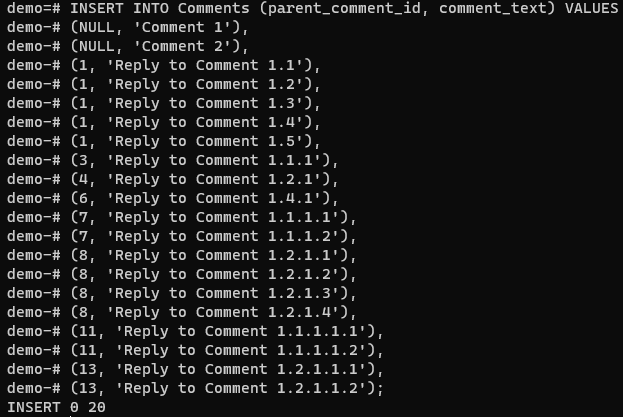 demo=# INSERT INTO Comments (parent_comment_id, comment_text) VALUES
demo-# (NULL, 'Comment 1'),
demo-# (NULL, 'Comment 2'),
demo-# (1, 'Reply to Comment 1.1'),
demo-# (1, 'Reply to Comment 1.2'),
demo-# (1, 'Reply to Comment 1.3'),
demo-# (1, 'Reply to Comment 1.4'),
demo-# (1, 'Reply to Comment 1.5'),
demo-# (3, 'Reply to Comment 1.1.1'),
demo-# (4, 'Reply to Comment 1.2.1'),
demo-# (6, 'Reply to Comment 1.4.1'),
demo-# (7, 'Reply to Comment 1.1.1.1'),
demo-# (7, 'Reply to Comment 1.1.1.2'),
demo-# (8, 'Reply to Comment 1.2.1.1'),
demo-# (8, 'Reply to Comment 1.2.1.2'),
demo-# (8, 'Reply to Comment 1.2.1.3'),
demo-# (8, 'Reply to Comment 1.2.1.4'),
demo-# (11, 'Reply to Comment 1.1.1.1.1'),
demo-# (11, 'Reply to Comment 1.1.1.1.2'),
demo-# (13, 'Reply to Comment 1.2.1.1.1'),
demo-# (13, 'Reply to Comment 1.2.1.1.2');
INSERT 0 20